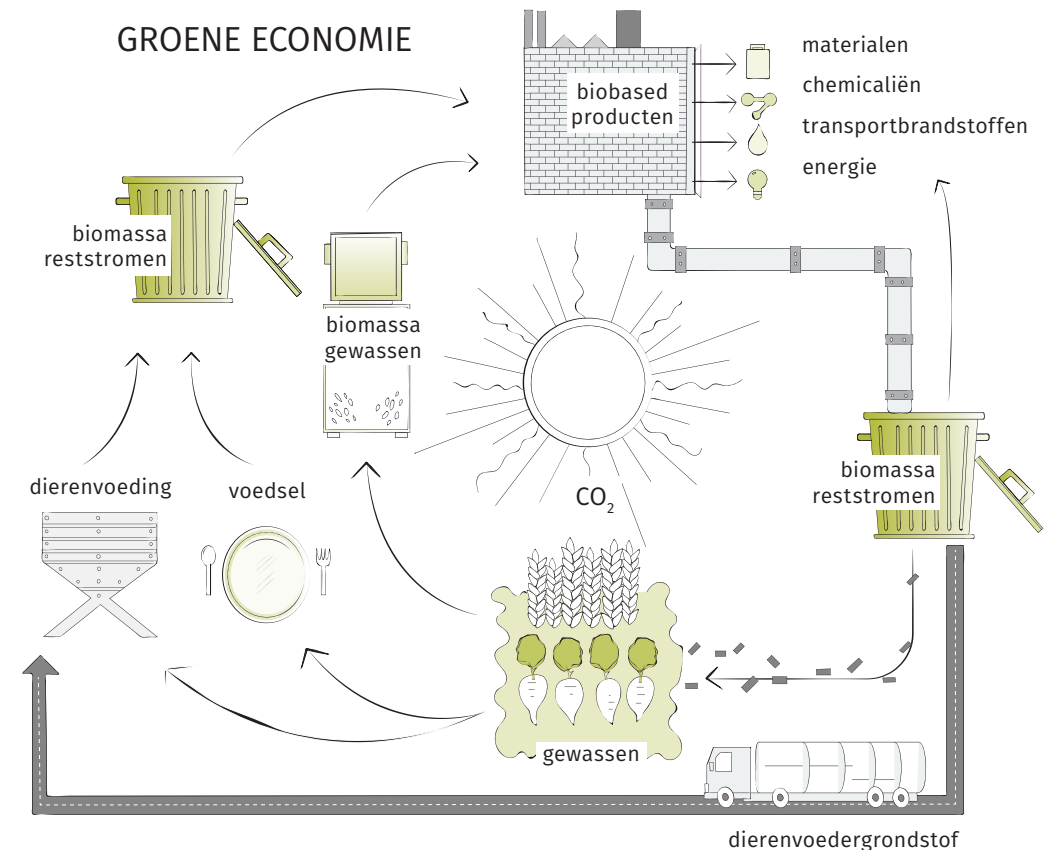 GROENE ECONOMIE
biobased
producten
materialen
chemicaliën
transportbrandstoffen
energie
biomassa
reststromen
biomassa
gewassen
dierenvoeding
voedsel
CO₂
biomassa
reststromen
gewassen
dierenvoedergrondstof